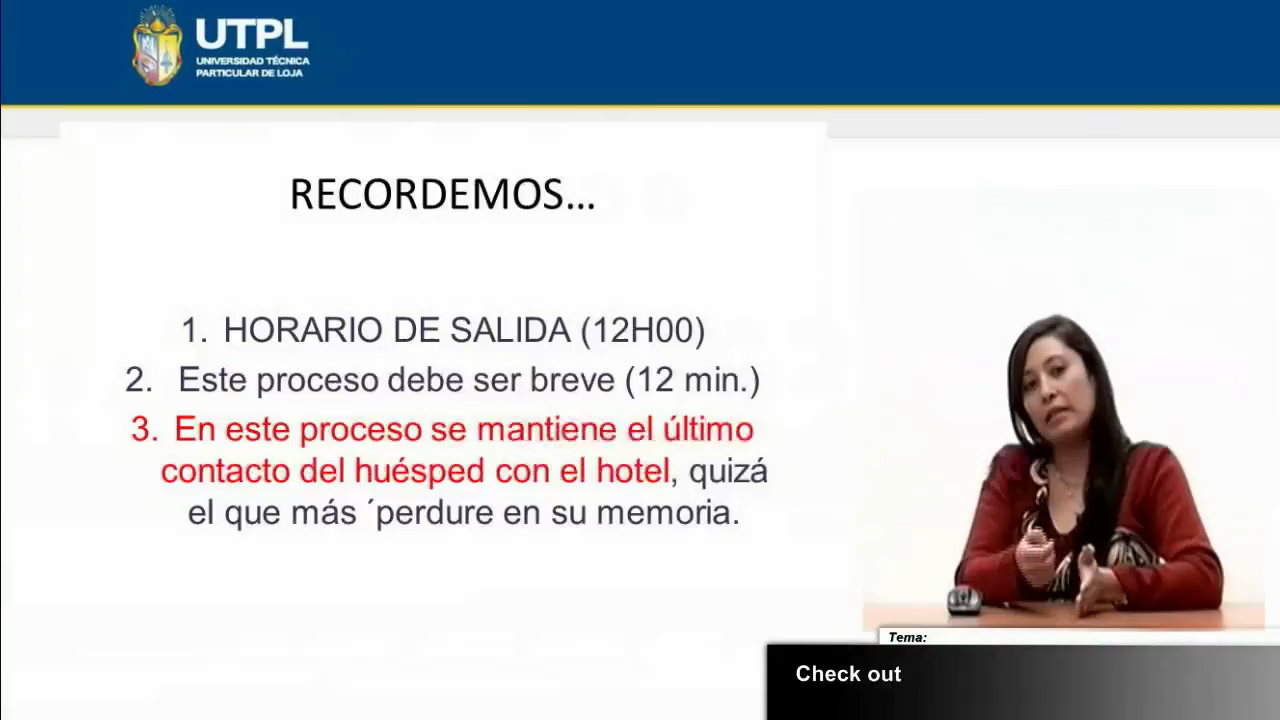 UTPL
UNIVERSIDAD TÉCNICA
PARTICULAR DE LOJA
RECORDEMOS...
1. HORARIO DE SALIDA (12H00)
2. Este proceso debe ser breve (12 min.)
3. En este proceso se mantiene el último
contacto del huésped con el hotel, quizá
el que más ´perdure en su memoria.
Tema:
Check out